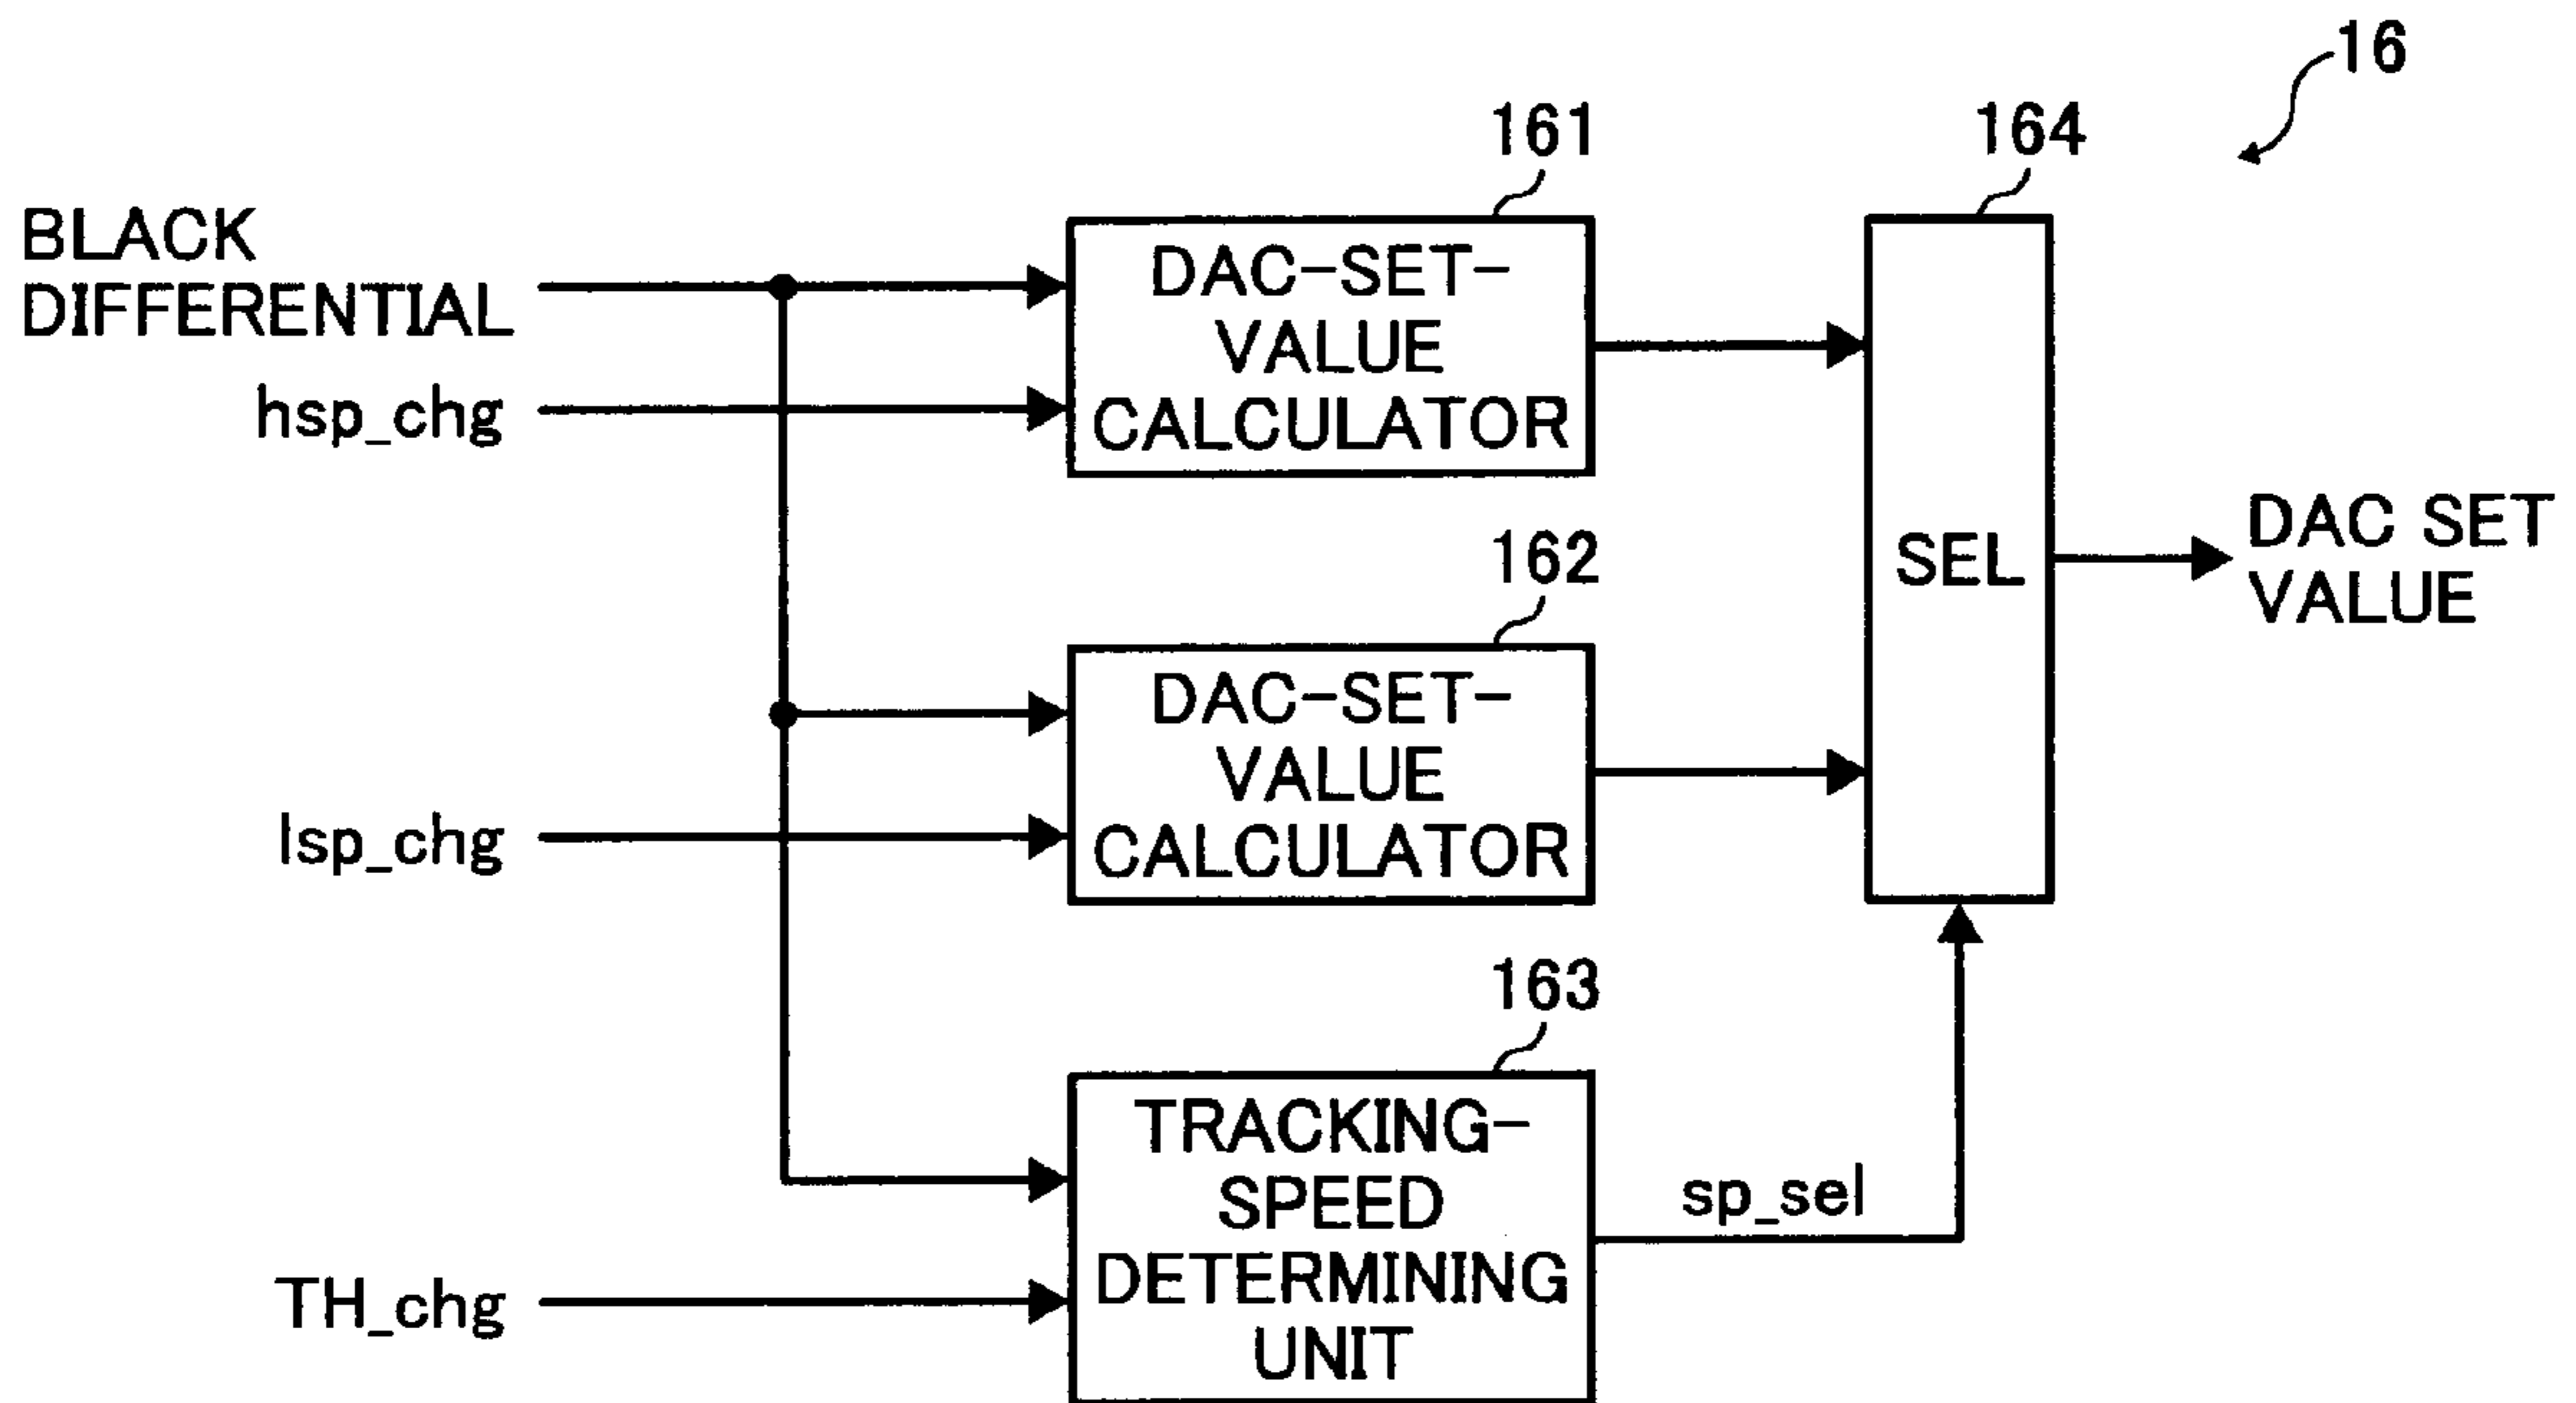 16
161
164
BLACK
DIFFERENTIAL
DAC-SET-
VALUE
CALCULATOR
hsp_chg
SEL
DAC SET
VALUE
162
DAC-SET-
VALUE
CALCULATOR
lsp_chg
163
TRACKING-
SPEED
DETERMINING
UNIT
sp_sel
TH_chg